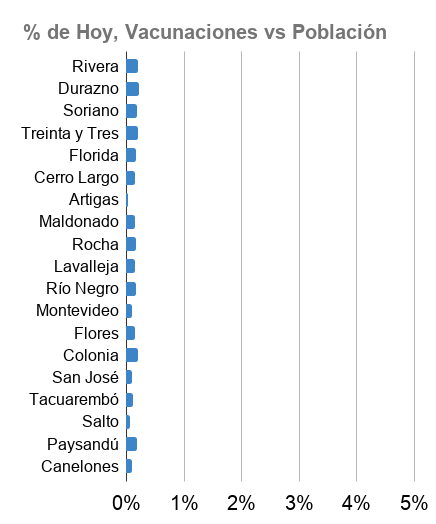 % de Hoy, Vacunaciones vs Población
Rivera
Durazno
Soriano
Treinta y Tres
Florida
Cerro Largo
Artigas
Maldonado
Rocha
Lavalleja
Río Negro
Montevideo
Flores
Colonia
San José
Tacuarembó
Salto
Paysandú
Canelones
0% 1% 2% 3% 4% 5%